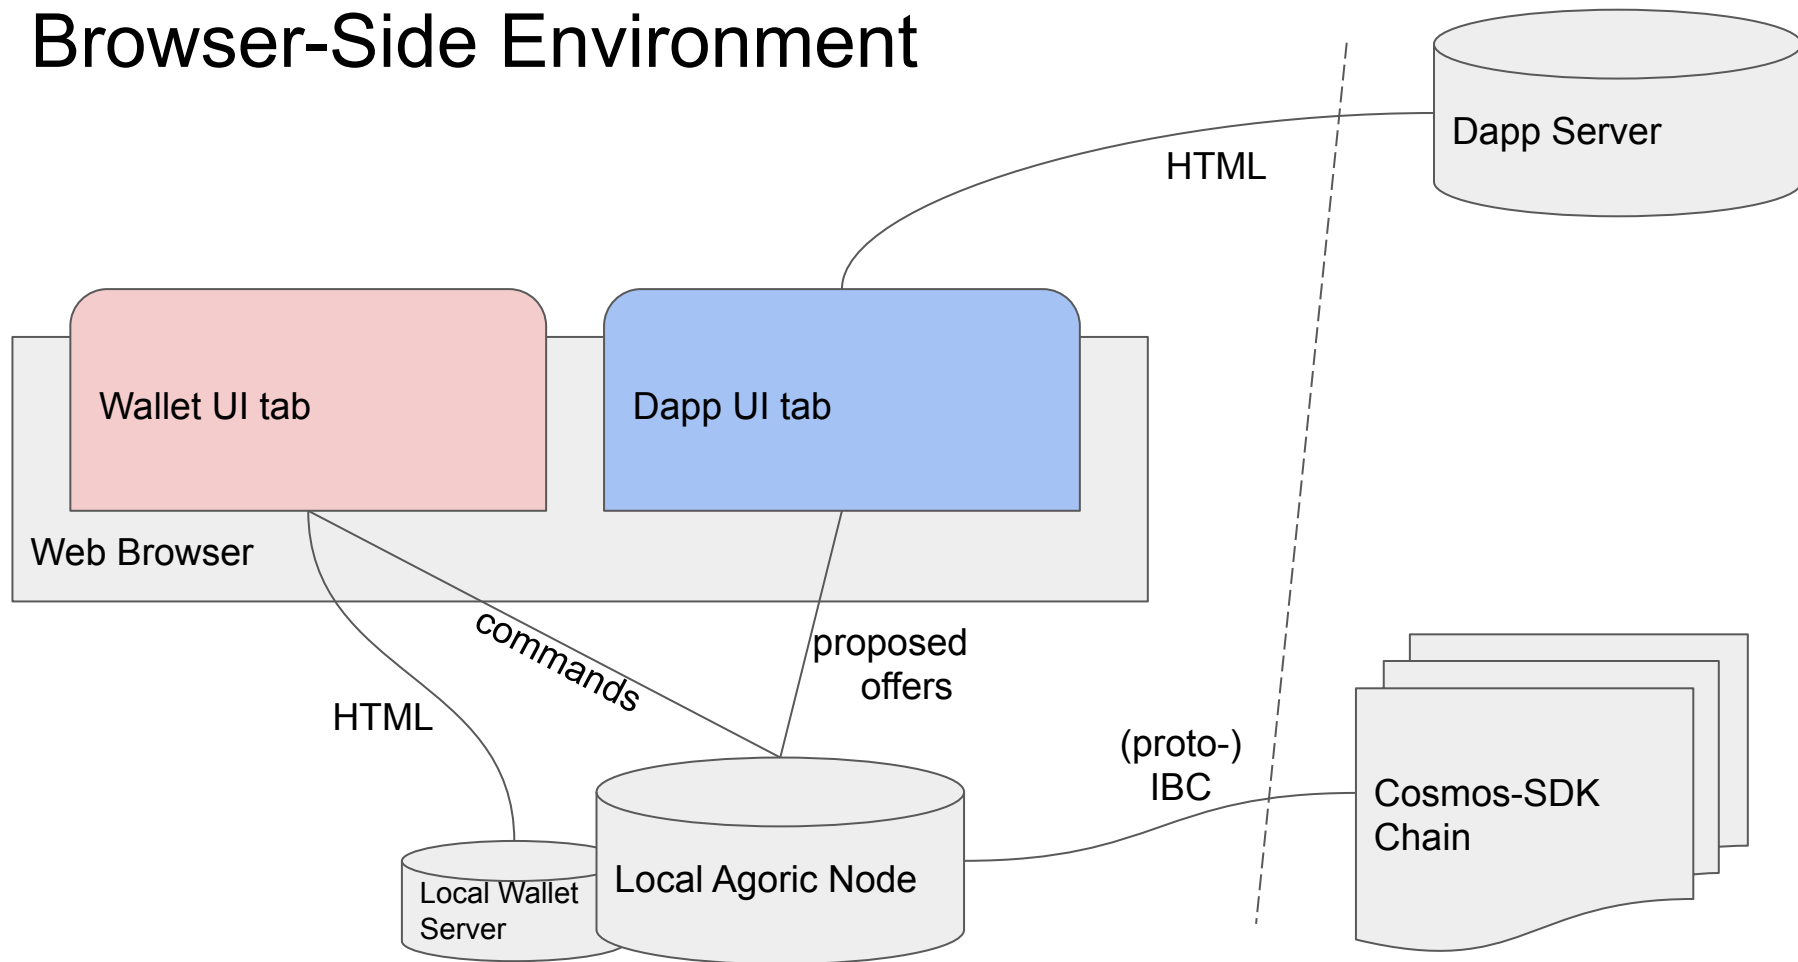 Browser-Side Environment
Dapp Server
HTML
Wallet UI tab
Dapp UI tab
Web Browser
commands
proposed
offers
HTML
(proto-)
IBC
Cosmos-SDK
Chain
Local Agoric Node
Local Wallet
Server